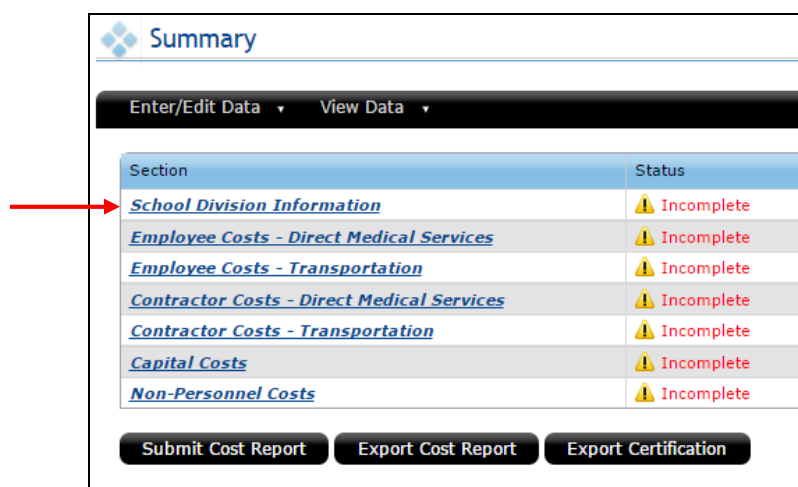 Summary
Enter/Edit Data ▾ View Data ▾
Section Status
School Division Information Incomplete
Employee Costs - Direct Medical Services Incomplete
Employee Costs - Transportation Incomplete
Contractor Costs - Direct Medical Services Incomplete
Contractor Costs - Transportation Incomplete
Capital Costs Incomplete
Non-Personnel Costs Incomplete
Submit Cost Report Export Cost Report Export Certification